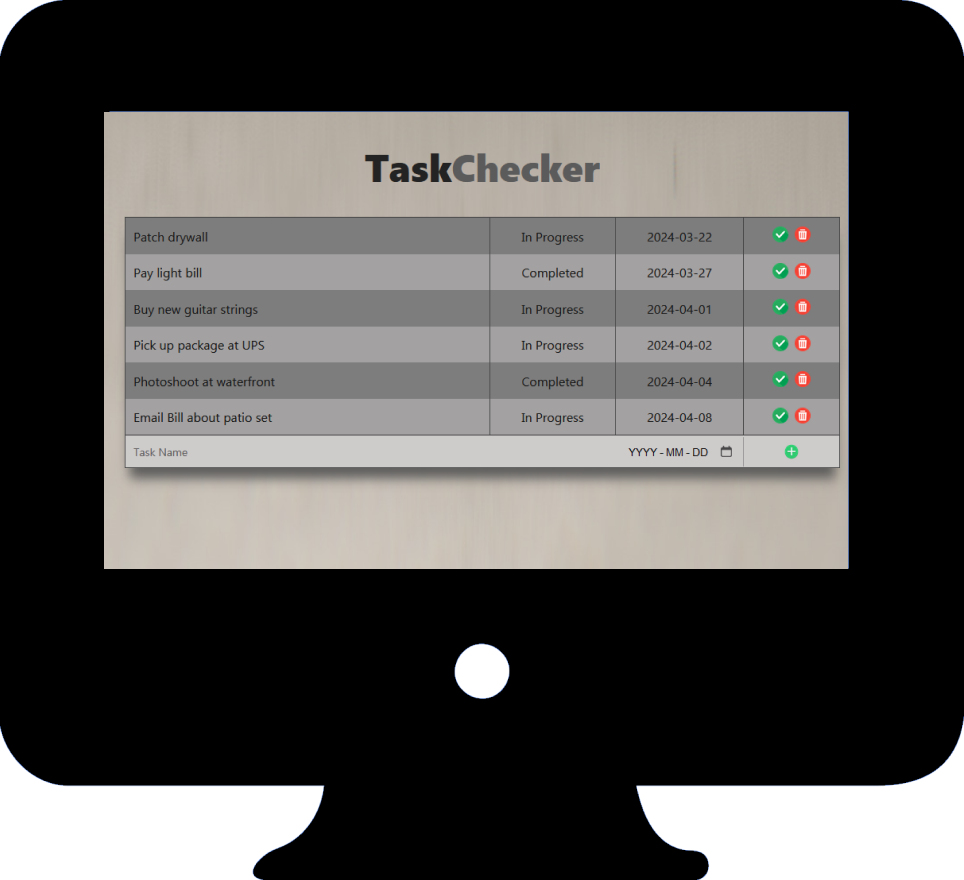 TaskChecker
Patch drywall In Progress 2024-03-22
Pay light bill Completed 2024-03-27
Buy new guitar strings In Progress 2024-04-01
Pick up package at UPS In Progress 2024-04-02
Photoshoot at waterfront Completed 2024-04-04
Email Bill about patio set In Progress 2024-04-08
Task Name YYYY - MM - DD